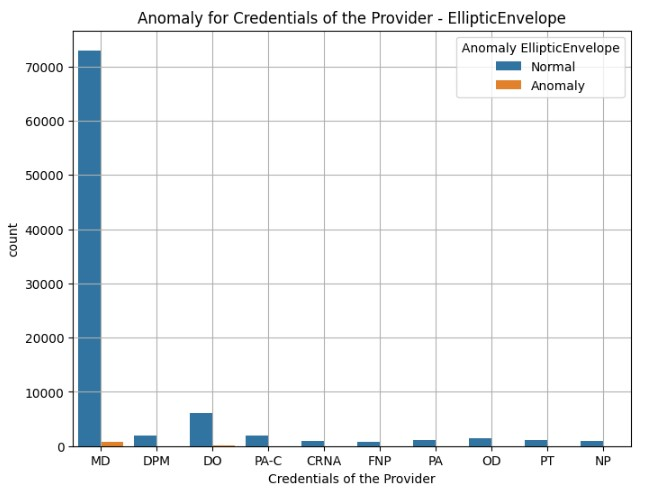 Anomaly for Credentials of the Provider - EllipticEnvelope
Anomaly EllipticEnvelope
Normal
Anomaly
70000
60000
50000
40000
30000
20000
10000
0
count
MD DPM DO PA-C CRNA FNP PA OD PT NP
Credentials of the Provider